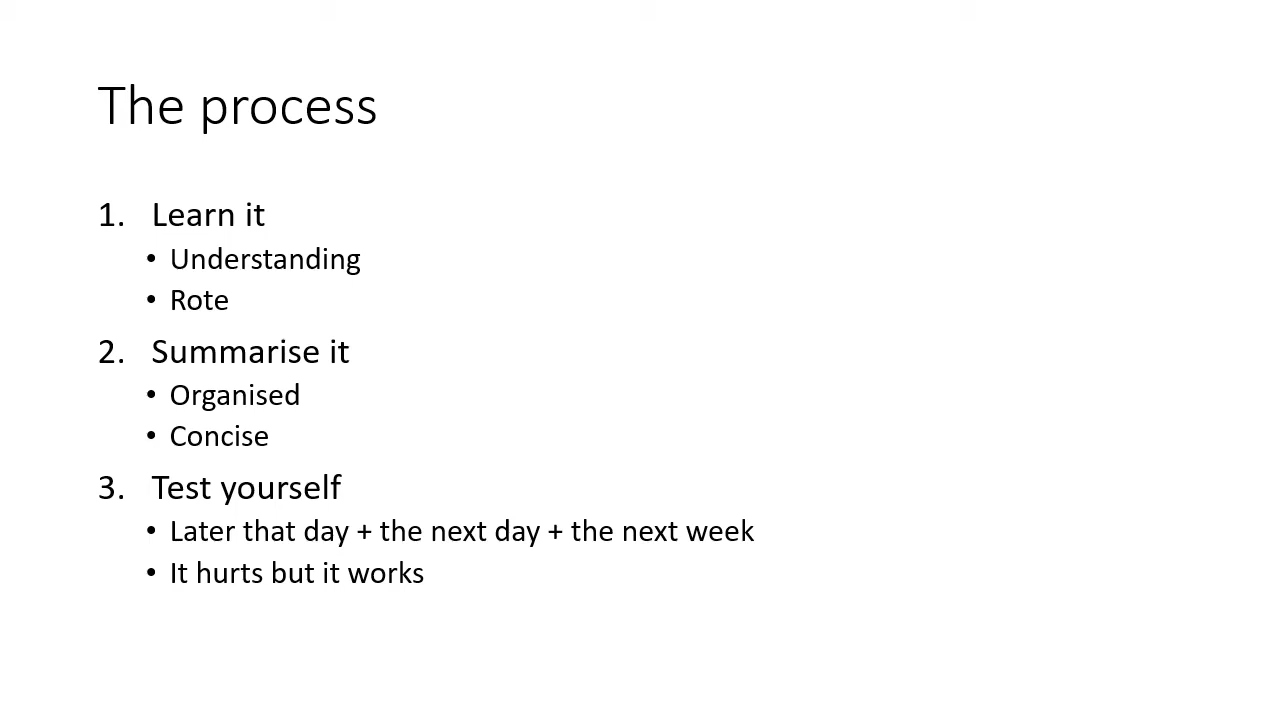 The process
1. Learn it
• Understanding
• Rote
2. Summarise it
• Organised
• Concise
3. Test yourself
• Later that day + the next day + the next week
• It hurts but it works